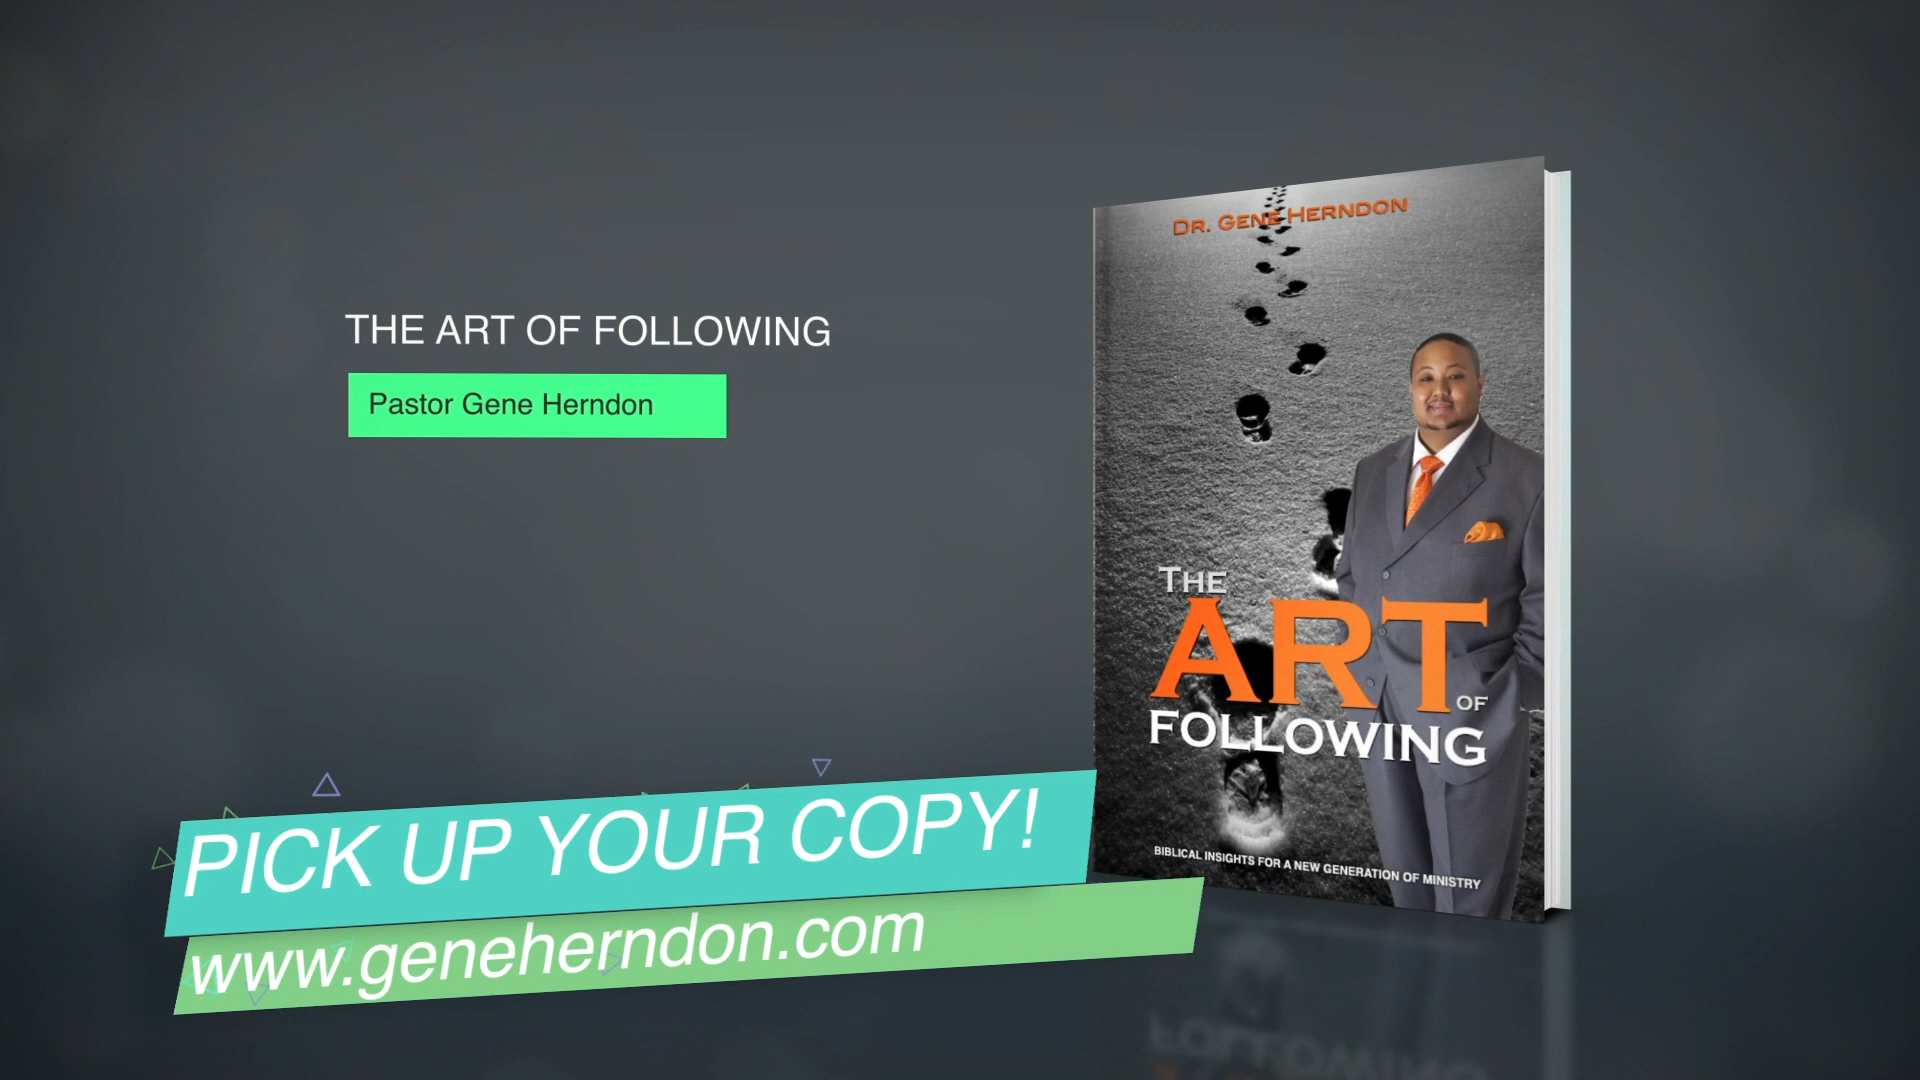 THE ART OF FOLLOWING
Pastor Gene Herndon
PICK UP YOUR COPY!
www.geneherndon.com
DR. GENE HERNDON
THE
ART
OF
FOLLOWING
BIBLICAL INSIGHTS FOR A NEW GENERATION OF MINISTRY